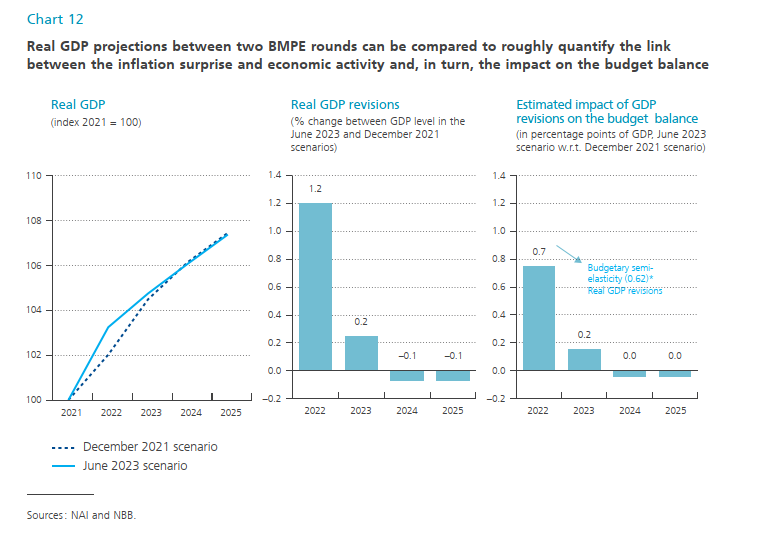 Chart 12
Real GDP projections between two BMPE rounds can be compared to roughly quantify the link
between the inflation surprise and economic activity and, in turn, the impact on the budget balance
Real GDP
(index 2021 = 100)
110
108
106
104
102
100
2021 2022 2023 2024 2025
December 2021 scenario
June 2023 scenario
Real GDP revisions
(% change between GDP level in the
June 2023 and December 2021
scenarios)
1.4
1.2
1.0
0.8
0.6
0.4
0.2
0.0
–0.2
1.2
0.2
–0.1 –0.1
2022 2023 2024 2025
Estimated impact of GDP
revisions on the budget balance
(in percentage points of GDP, June 2023
scenario w.r.t. December 2021 scenario)
1.4
1.2
1.0
0.8
0.6
0.4
0.2
0.0
–0.2
0.7
Budgetary semi-
elasticity (0.62)*
Real GDP revisions
0.2
0.0 0.0
2022 2023 2024 2025
Sources: NAI and NBB.